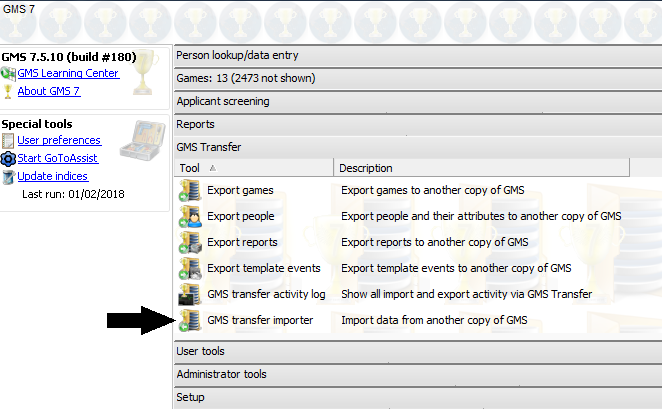 GMS 7
GMS 7.5.10 (build #180)
GMS Learning Center
About GMS 7
Special tools
User preferences
Start GoToAssist
Update indices
Last run: 01/02/2018
Person lookup/data entry
Games: 13 (2473 not shown)
Applicant screening
Reports
GMS Transfer
Tool Description
Export games Export games to another copy of GMS
Export people Export people and their attributes to another copy of GMS
Export reports Export reports to another copy of GMS
Export template events Export template events to another copy of GMS
GMS transfer activity log Show all import and export activity via GMS Transfer
GMS transfer importer Import data from another copy of GMS
User tools
Administrator tools
Setup